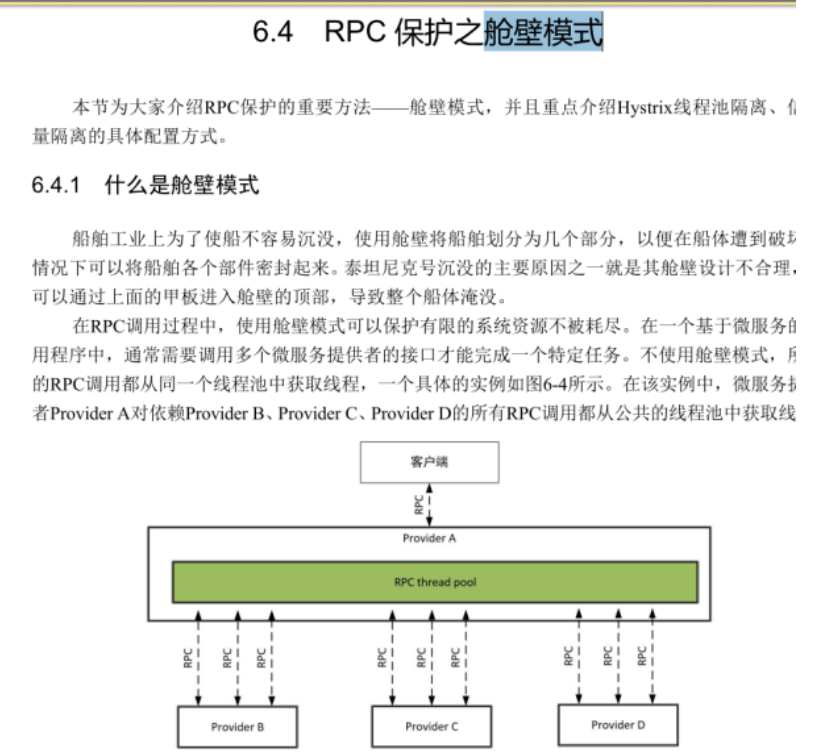 6.4 RPC 保护之舱壁模式
本节为大家介绍RPC保护的重要方法——舱壁模式，并且重点介绍Hystrix线程池隔离、
量隔离的具体配置方式。
6.4.1 什么是舱壁模式
船舶工业上为了使船不容易沉没，使用舱壁将船舶划分为几个部分，以便在船体遭到破
情况下可以将船舶各个部件密封起来。泰坦尼克号沉没的主要原因之一就是其舱壁设计不合理，
可以通过上面的甲板进入舱壁的顶部，导致整个船体淹没。
在RPC调用过程中，使用舱壁模式可以保护有限的系统资源不被耗尽。在一个基于微服务
用程序中，通常需要调用多个微服务提供者的接口才能完成一个特定任务。不使用舱壁模式，
的RPC调用都从同一个线程池中获取线程，一个具体的实例如图6-4所示。在该实例中，微服务
者Provider A对依赖Provider B、Provider C、Provider D的所有RPC调用都从公共的线程池中获取线
客户端
RPC
Provider A
RPC thread pool
RPC RPC RPC RPC RPC RPC RPC RPC RPC
Provider B Provider C Provider D